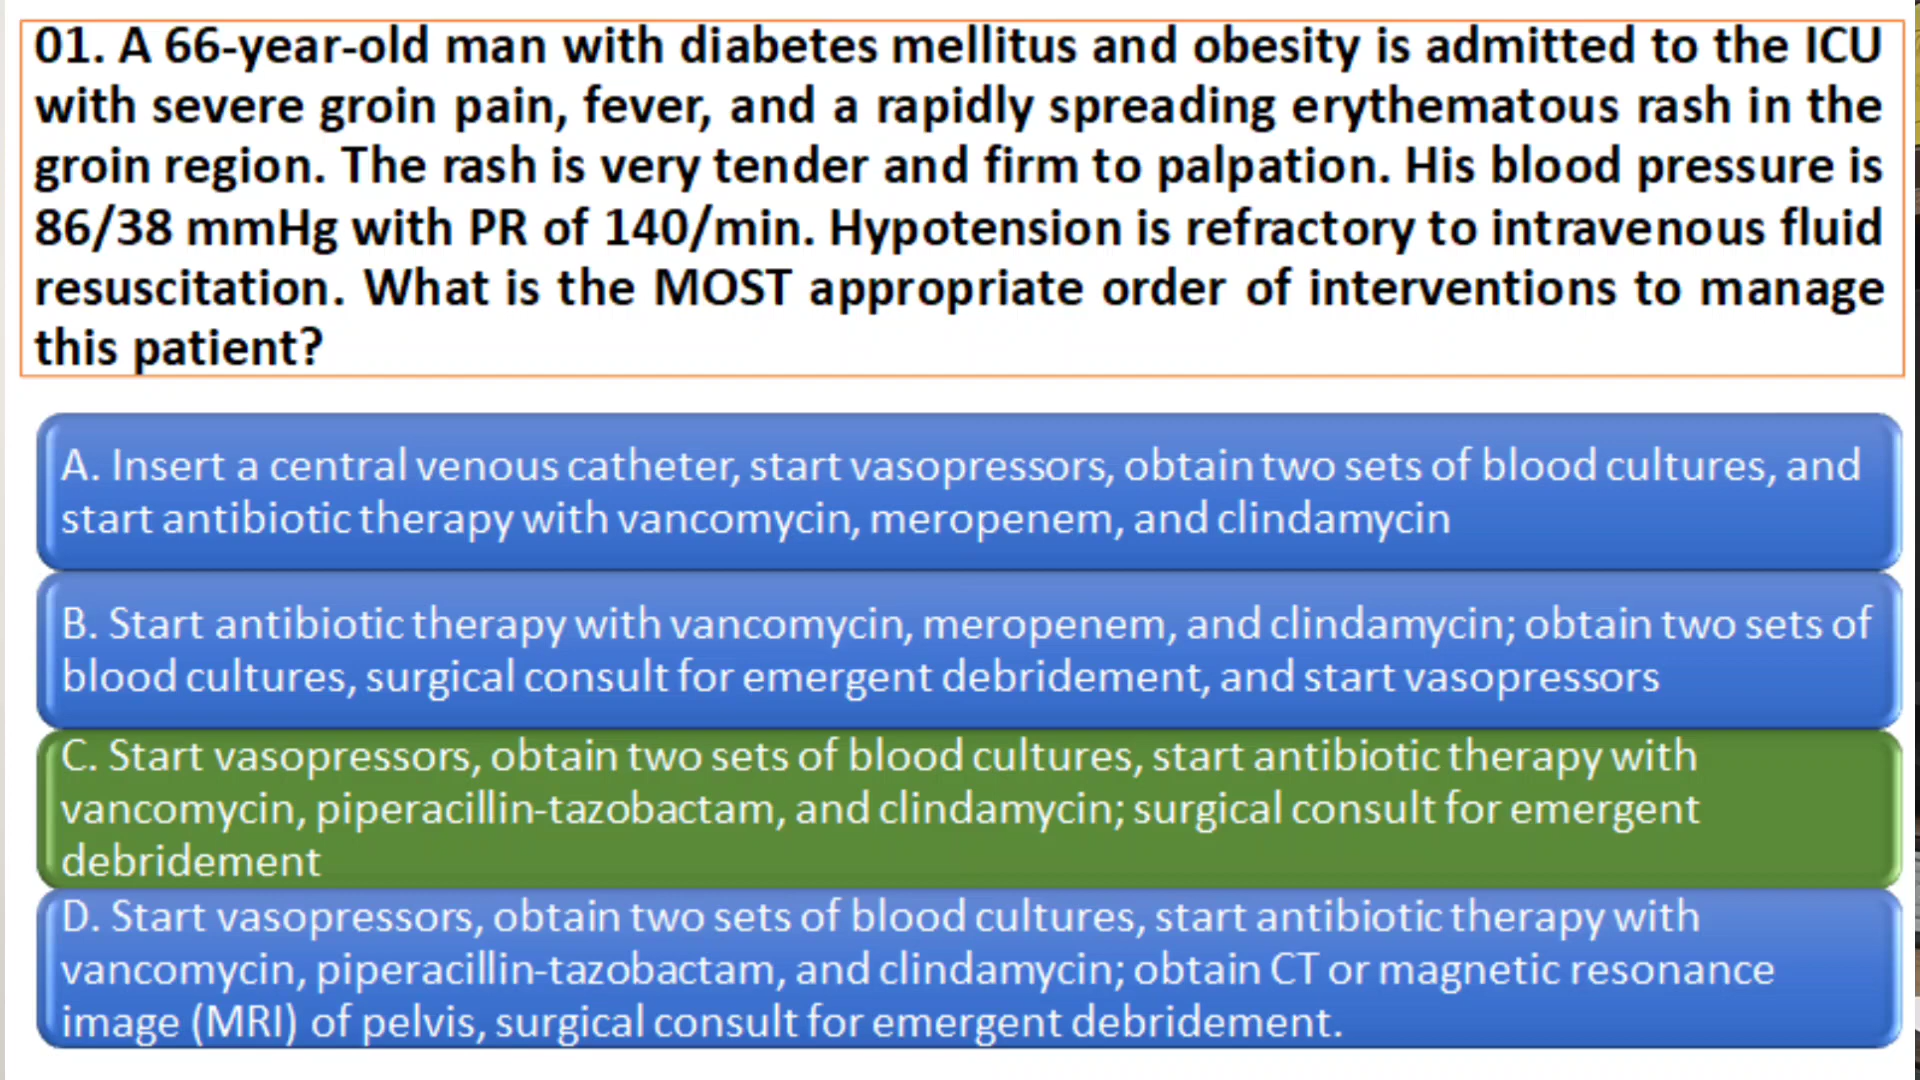 01. A 66-year-old man with diabetes mellitus and obesity is admitted to the ICU
with severe groin pain, fever, and a rapidly spreading erythematous rash in the
groin region. The rash is very tender and firm to palpation. His blood pressure is
86/38 mmHg with PR of 140/min. Hypotension is refractory to intravenous fluid
resuscitation. What is the MOST appropriate order of interventions to manage
this patient?
A. Insert a central venous catheter, start vasopressors, obtain two sets of blood cultures, and
start antibiotic therapy with vancomycin, meropenem, and clindamycin
B. Start antibiotic therapy with vancomycin, meropenem, and clindamycin; obtain two sets of
blood cultures, surgical consult for emergent debridement, and start vasopressors
C. Start vasopressors, obtain two sets of blood cultures, start antibiotic therapy with
vancomycin, piperacillin-tazobactam, and clindamycin; surgical consult for emergent
debridement
D. Start vasopressors, obtain two sets of blood cultures, start antibiotic therapy with
vancomycin, piperacillin-tazobactam, and clindamycin; obtain CT or magnetic resonance
image (MRI) of pelvis, surgical consult for emergent debridement.